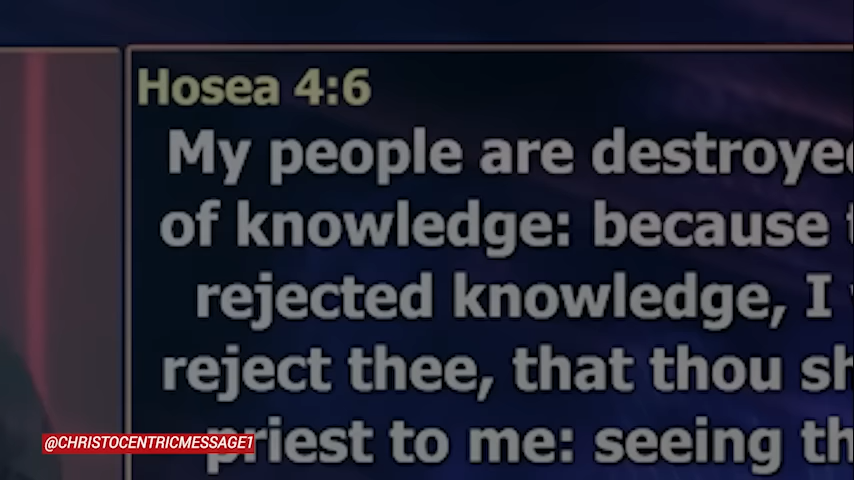 Hosea 4:6
My people are destroyed
of knowledge: because
rejected knowledge, I
reject thee, that thou sh
priest to me: seeing th
@CHRISTOCENTRICMESSAGE1